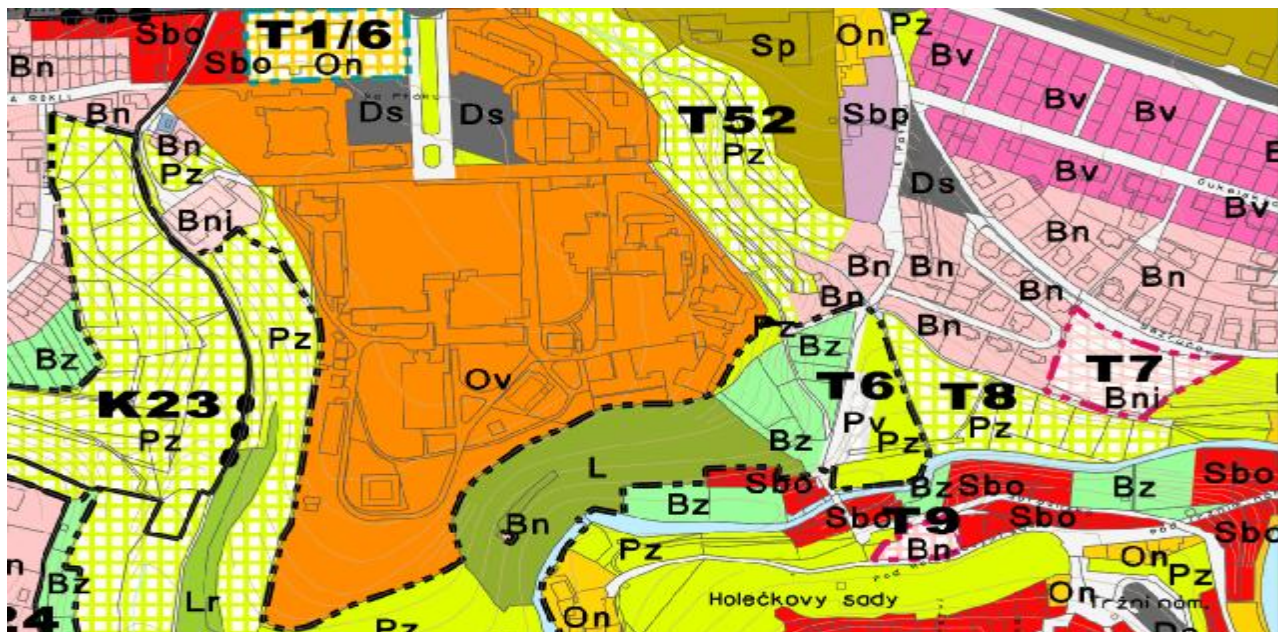 Sbo
T1/6
On
Pz
Sp
Bn
Sbo
On
Bv
Bv
Bv
Ds
Ds
Sbp
Bn
T52
Pz
Bn
Pz
Ds
Bv
Bv
Bni
Bn
Bn
Bn
Bn
Bn
Bn
Pz
Pz
Bn
Bz
Bz
T7
Ov
T6
T8
Bni
K23
Pz
Pv
Pz
Pz
Bz
L
Sbo
Bz
Sbo
Bz
Sbo
Bn
Bz
Sbo
T9
Sbo
Sbo
Pz
Bn
On
Pz
Bz
Lr
On
Holečkovy sady
On
Tržní nám.
Pz